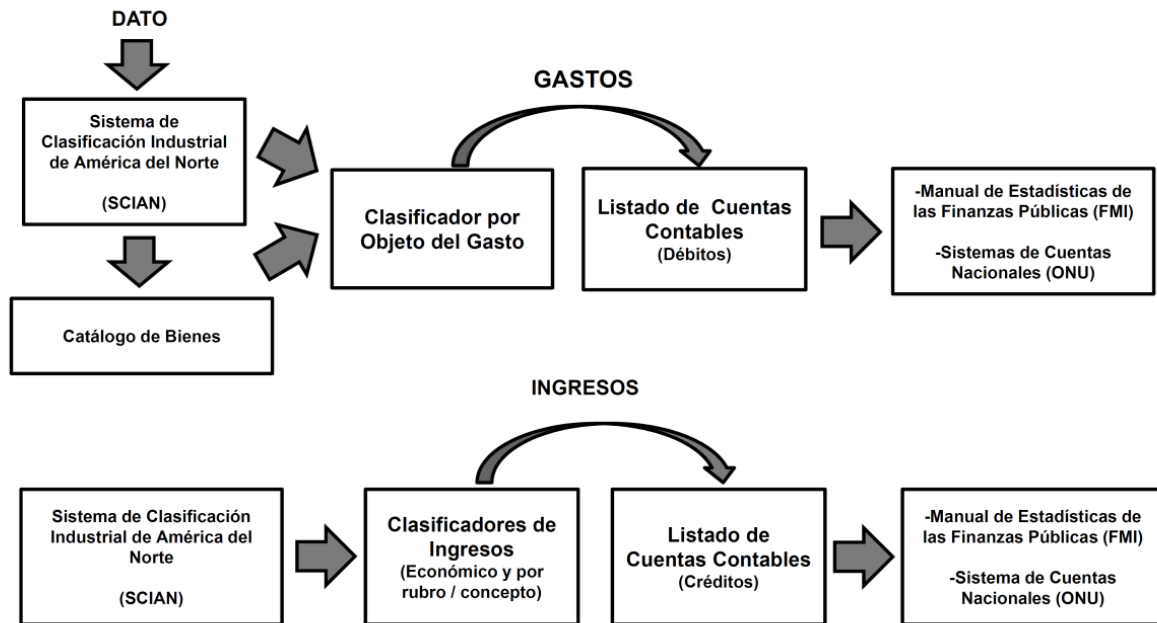 DATO
Sistema de
Clasificación Industrial
de América del Norte
(SCIAN)
Catálogo de Bienes
GASTOS
Clasificador por
Objeto del Gasto
Listado de Cuentas
Contables
(Débitos)
-Manual de Estadísticas de
las Finanzas Públicas (FMI)
-Sistemas de Cuentas
Nacionales (ONU)
INGRESOS
Sistema de Clasificación
Industrial de América del
Norte
(SCIAN)
Clasificadores de
Ingresos
(Económico y por
rubro / concepto)
Listado de
Cuentas Contables
(Créditos)
-Manual de Estadísticas de
las Finanzas Públicas (FMI)
-Sistema de Cuentas
Nacionales (ONU)